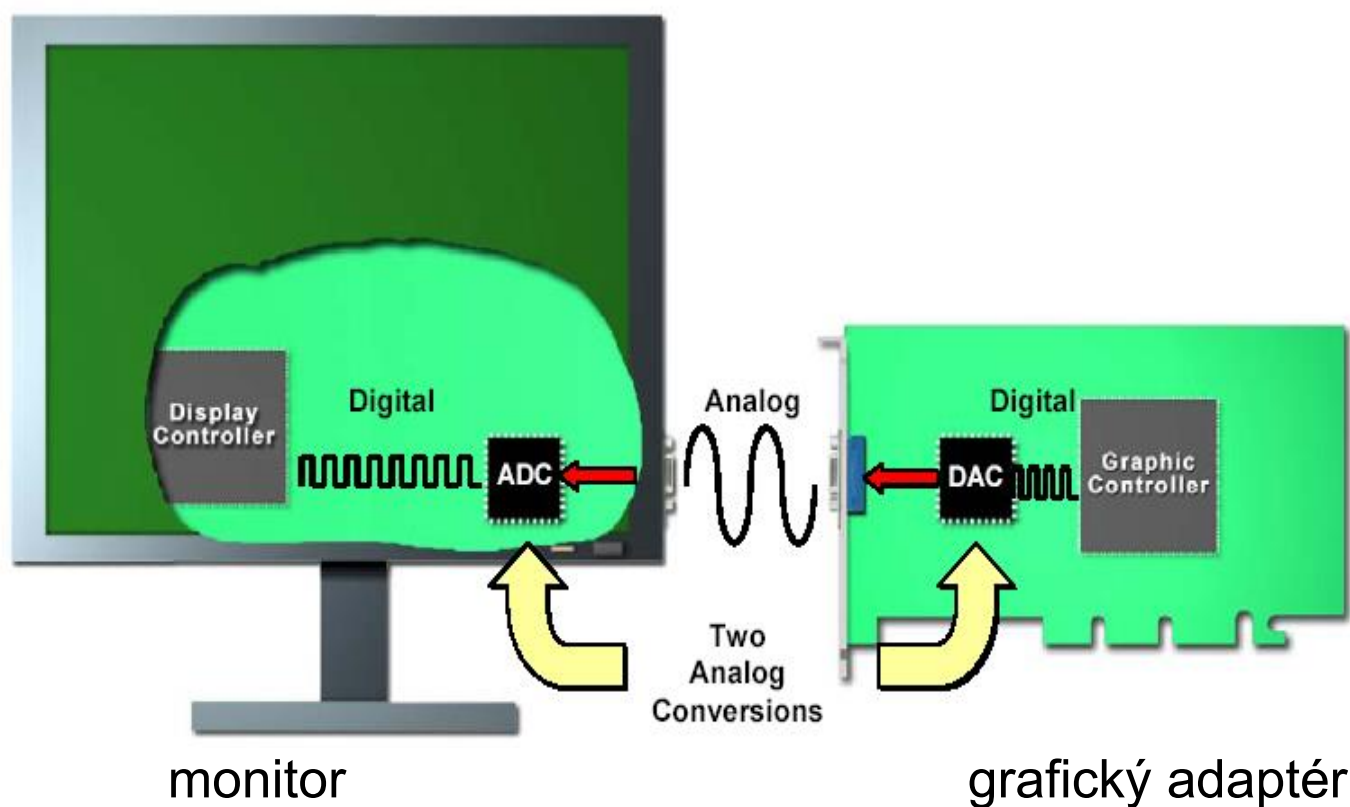 Display
Controller
Digital
ADC
Analog
Digital
DAC
Graphic
Controller
Two
Analog
Conversions
monitor
grafický adaptér